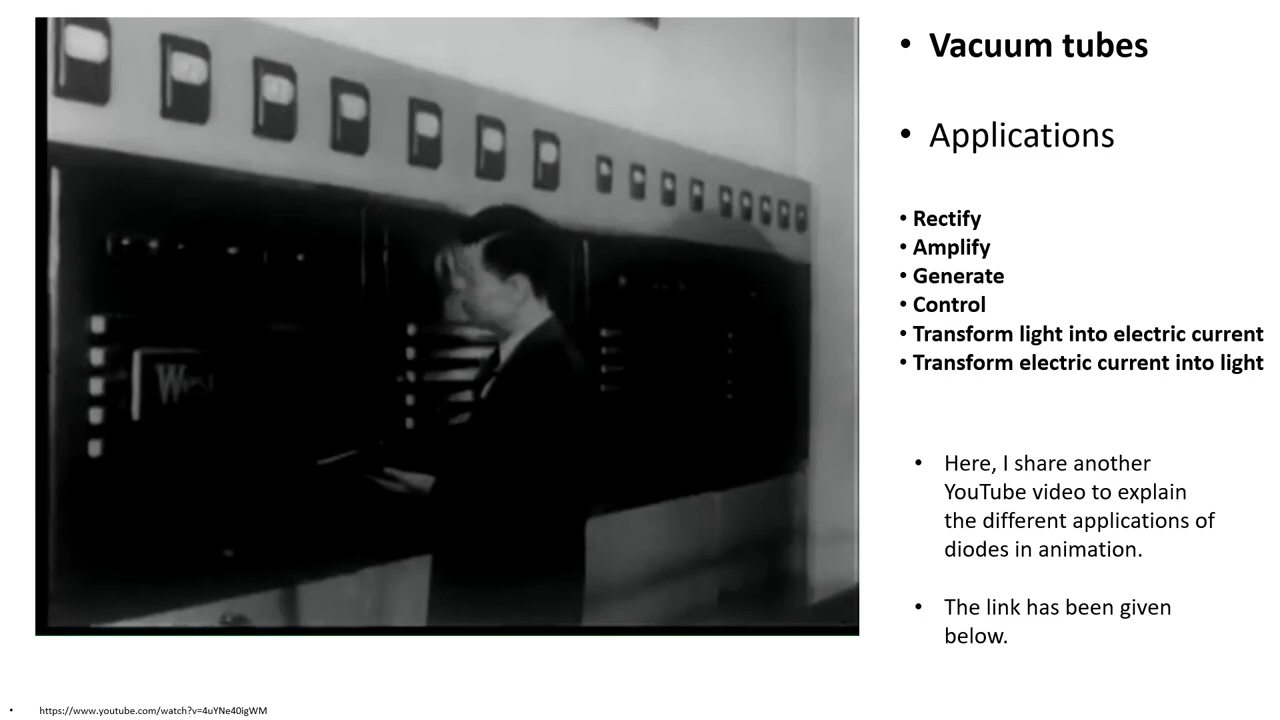 Vacuum tubes
Applications
Rectify
Amplify
Generate
Control
Transform light into electric current
Transform electric current into light
Here, I share another
YouTube video to explain
the different applications of
diodes in animation.
The link has been given
below.
https://www.youtube.com/watch?v=4uYNe40igWM